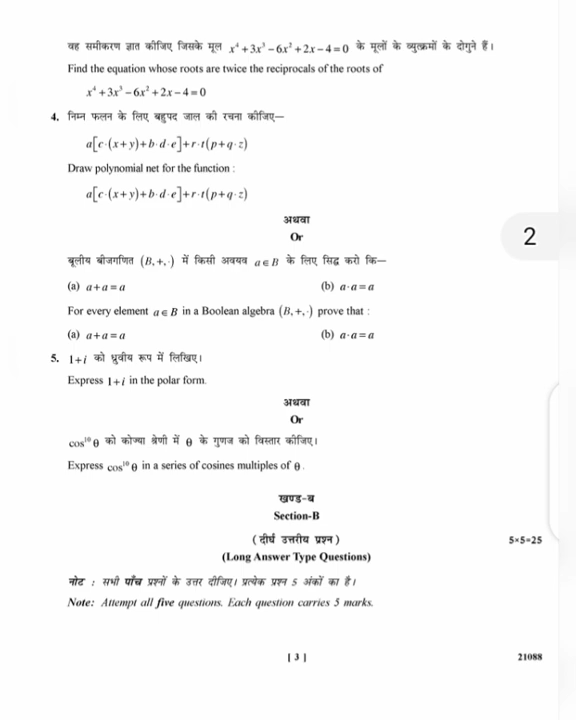 वह समीकरण ज्ञात कीजिए जिसके मूल x⁴+3x³−6x²+2x−4=0 के मूलों के व्युत्क्रमों के दोगुने हैं।
Find the equation whose roots are twice the reciprocals of the roots of
x⁴+3x³−6x²+2x−4=0
4. निम्न फलन के लिए बहुपद जाल की रचना कीजिए—
a[c·(x+y)+b·d·e]+r·t(p+q·z)
Draw polynomial net for the function :
a[c·(x+y)+b·d·e]+r·t(p+q·z)
अथवा
Or
2
बूलीय बीजगणित (B,+,·) में किसी अवयव a∈B के लिए सिद्ध करो कि—
(a) a+a=a (b) a·a=a
For every element a∈B in a Boolean algebra (B,+,·) prove that :
(a) a+a=a (b) a·a=a
5. 1+i को ध्रुवीय रूप में लिखिए।
Express 1+i in the polar form.
अथवा
Or
cos¹⁰θ को कोज्या श्रेणी में θ के गुणज को विस्तार कीजिए।
Express cos¹⁰θ in a series of cosines multiples of θ.
खण्ड-ब
Section-B
(दीर्घ उत्तरीय प्रश्न) 5×5=25
(Long Answer Type Questions)
नोट : सभी पाँच प्रश्नों के उत्तर दीजिए। प्रत्येक प्रश्न 5 अंकों का है।
Note: Attempt all five questions. Each question carries 5 marks.
[ 3 ] 21088